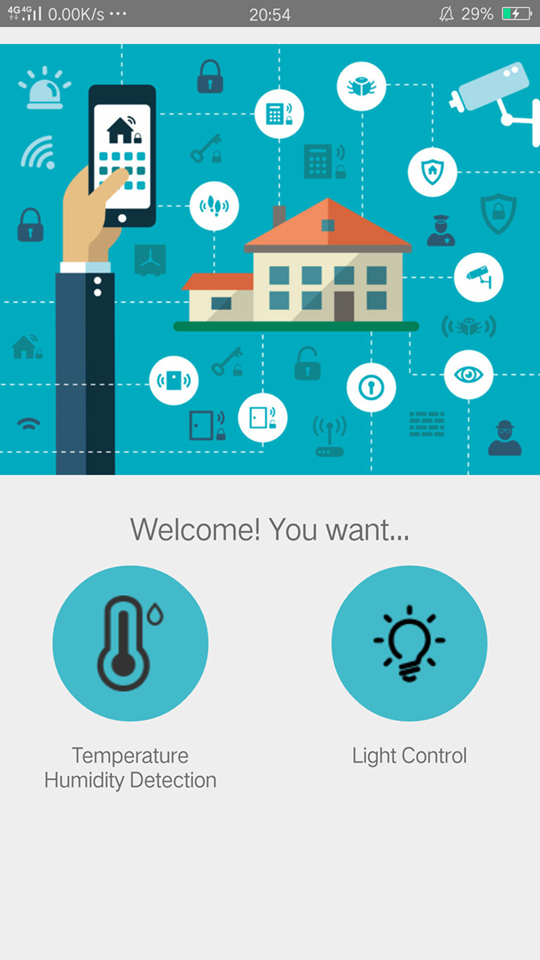 4G 4G 0.00K/s ··· 20:54 29%
Welcome! You want...
Temperature
Humidity Detection
Light Control